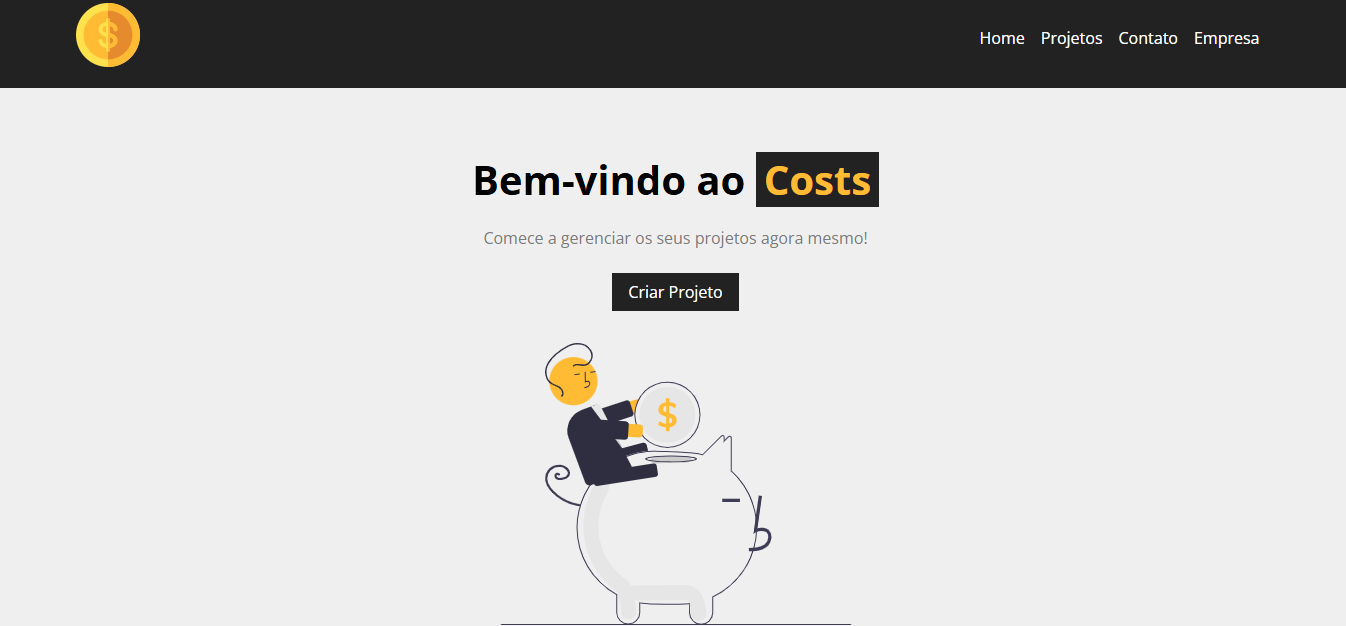 $
Home Projetos Contato Empresa
Bem-vindo ao Costs
Comece a gerenciar os seus projetos agora mesmo!
Criar Projeto
$